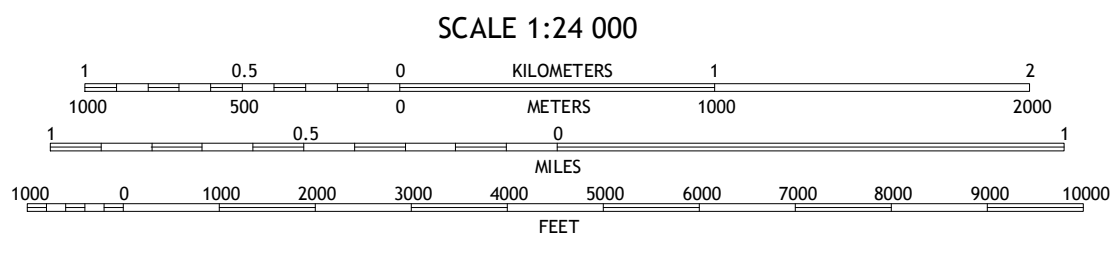 SCALE 1:24 000
1 0.5 0 KILOMETERS 1 2
1000 500 0 METERS 1000 2000
1 0.5 0 1
MILES
1000 0 1000 2000 3000 4000 5000 6000 7000 8000 9000 10000
FEET